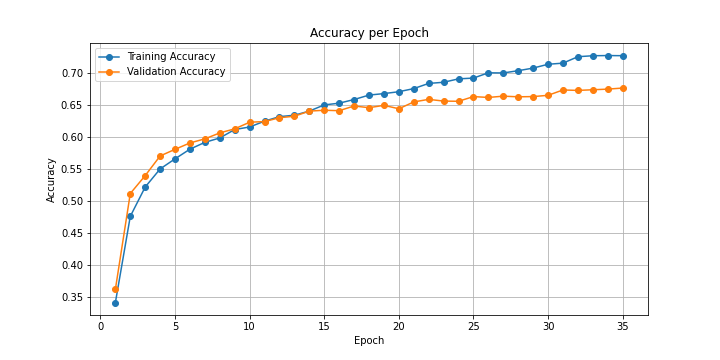 Accuracy per Epoch
Training Accuracy
Validation Accuracy
Accuracy
0.70
0.65
0.60
0.55
0.50
0.45
0.40
0.35
0 5 10 15 20 25 30 35
Epoch